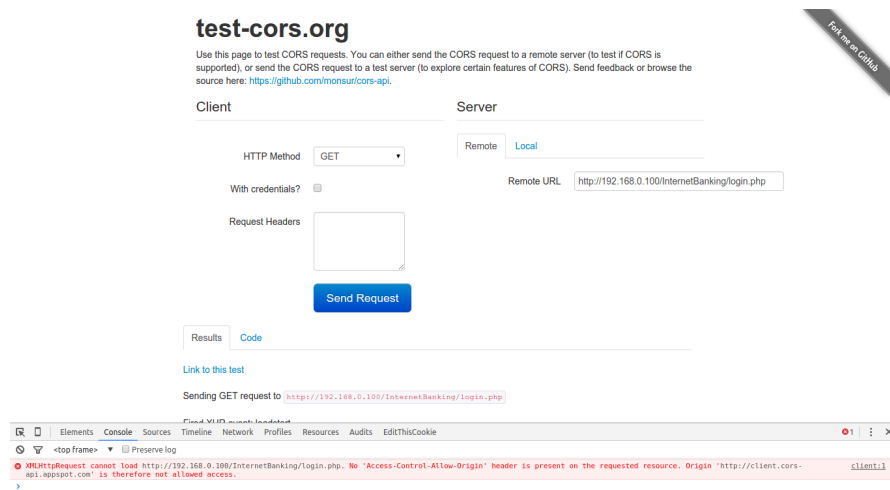 test-cors.org
Fork me on GitHub
Use this page to test CORS requests. You can either send the CORS request to a remote server (to test if CORS is
supported), or send the CORS request to a test server (to explore certain features of CORS). Send feedback or browse the
source here: https://github.com/monsur/cors-api.
Client
Server
Remote Local
HTTP Method GET
Remote URL http://192.168.0.100/InternetBanking/login.php
With credentials?
Request Headers
Send Request
Results Code
Link to this test
Sending GET request to http://192.168.0.100/InternetBanking/login.php
Fired XHR event: loadstart
Elements Console Sources Timeline Network Profiles Resources Audits EditThisCookie 1
<top frame> Preserve log
XMLHttpRequest cannot load http://192.168.0.100/InternetBanking/login.php. No 'Access-Control-Allow-Origin' header is present on the requested resource. Origin 'http://client.cors- client:1
api.appspot.com' is therefore not allowed access.